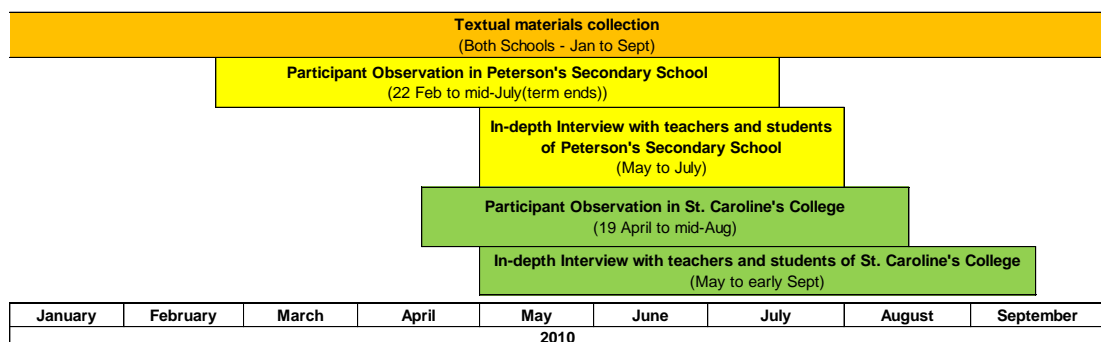 Textual materials collection
(Both Schools - Jan to Sept)
Participant Observation in Peterson's Secondary School
(22 Feb to mid-July(term ends))
In-depth Interview with teachers and students
of Peterson's Secondary School
(May to July)
Participant Observation in St. Caroline's College
(19 April to mid-Aug)
In-depth Interview with teachers and students of St. Caroline's College
(May to early Sept)
January February March April May June July August September
2010